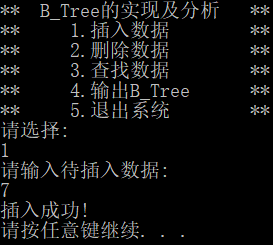 ** B_Tree的实现及分析 **
** 1.插入数据 **
** 2.删除数据 **
** 3.查找数据 **
** 4.输出B_Tree **
** 5.退出系统 **
请选择:
1
请输入待插入数据:
7
插入成功!
请按任意键继续. . .